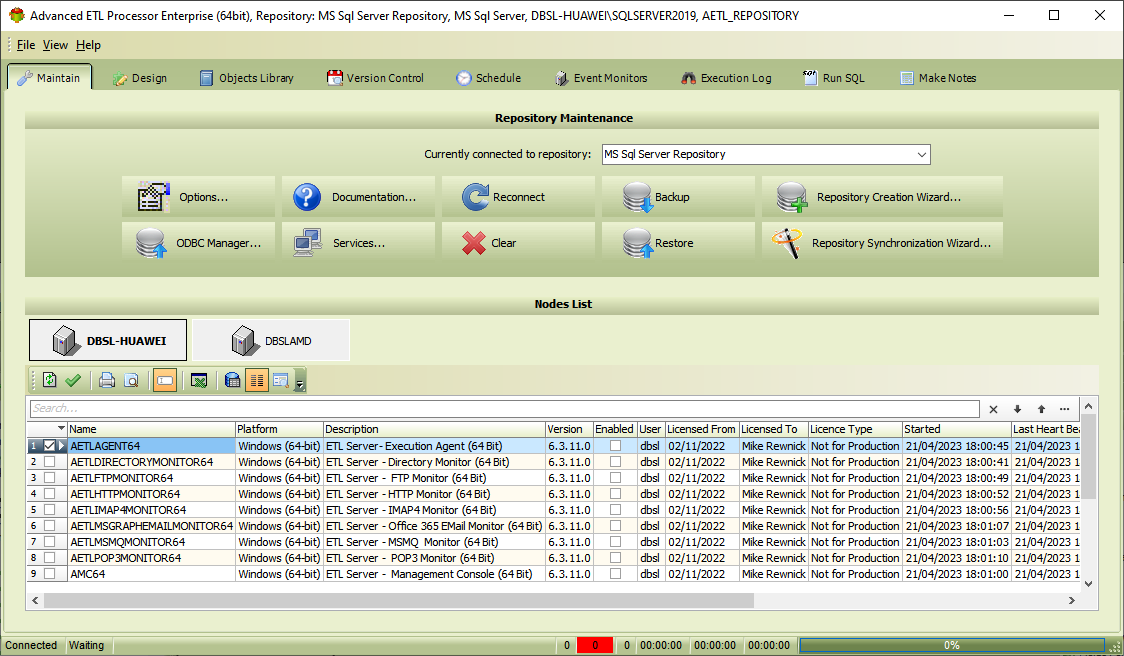 Advanced ETL Processor Enterprise (64bit), Repository: MS Sql Server Repository, MS Sql Server, DBSL-HUAWEI\SQLSERVER2019, AETL_REPOSITORY
File View Help
Maintain Design Objects Library Version Control Schedule Event Monitors Execution Log Run SQL Make Notes
Repository Maintenance
Currently connected to repository: MS Sql Server Repository
Options... Documentation... Reconnect Backup Repository Creation Wizard...
ODBC Manager... Services... Clear Restore Repository Synchronization Wizard...
Nodes List
DBSL-HUAWEI DBSLAMD
Search...
Name Platform Description Version Enabled User Licensed From Licensed To Licence Type Started Last Heart Bea
1 AETLAGENT64 Windows (64-bit) ETL Server- Execution Agent (64 Bit) 6.3.11.0 dbsl 02/11/2022 Mike Rewnick Not for Production 21/04/2023 18:00:45 21/04/2023 1
2 AETLDIRECTORYMONITOR64 Windows (64-bit) ETL Server - Directory Monitor (64 Bit) 6.3.11.0 dbsl 02/11/2022 Mike Rewnick Not for Production 21/04/2023 18:00:41 21/04/2023 1
3 AETLFTPMONITOR64 Windows (64-bit) ETL Server - FTP Monitor (64 Bit) 6.3.11.0 dbsl 02/11/2022 Mike Rewnick Not for Production 21/04/2023 18:00:49 21/04/2023 1
4 AETLHTTPMONITOR64 Windows (64-bit) ETL Server - HTTP Monitor (64 Bit) 6.3.11.0 dbsl 02/11/2022 Mike Rewnick Not for Production 21/04/2023 18:00:52 21/04/2023 1
5 AETLIMAP4MONITOR64 Windows (64-bit) ETL Server - IMAP4 Monitor (64 Bit) 6.3.11.0 dbsl 02/11/2022 Mike Rewnick Not for Production 21/04/2023 18:00:56 21/04/2023 1
6 AETLMSGRAPHEMAILMONITOR64 Windows (64-bit) ETL Server - Office 365 EMail Monitor (64 Bit) 6.3.11.0 dbsl 02/11/2022 Mike Rewnick Not for Production 21/04/2023 18:01:07 21/04/2023 1
7 AETLMSMQMONITOR64 Windows (64-bit) ETL Server - MSMQ Monitor (64 Bit) 6.3.11.0 dbsl 02/11/2022 Mike Rewnick Not for Production 21/04/2023 18:01:03 21/04/2023 1
8 AETLPOP3MONITOR64 Windows (64-bit) ETL Server - POP3 Monitor (64 Bit) 6.3.11.0 dbsl 02/11/2022 Mike Rewnick Not for Production 21/04/2023 18:01:10 21/04/2023 1
9 AMC64 Windows (64-bit) ETL Server - Management Console (64 Bit) 6.3.11.0 dbsl 02/11/2022 Mike Rewnick Not for Production 21/04/2023 18:01:00 21/04/2023 1
Connected Waiting 0 0 0 00:00:00 00:00:00 00:00:00 0%